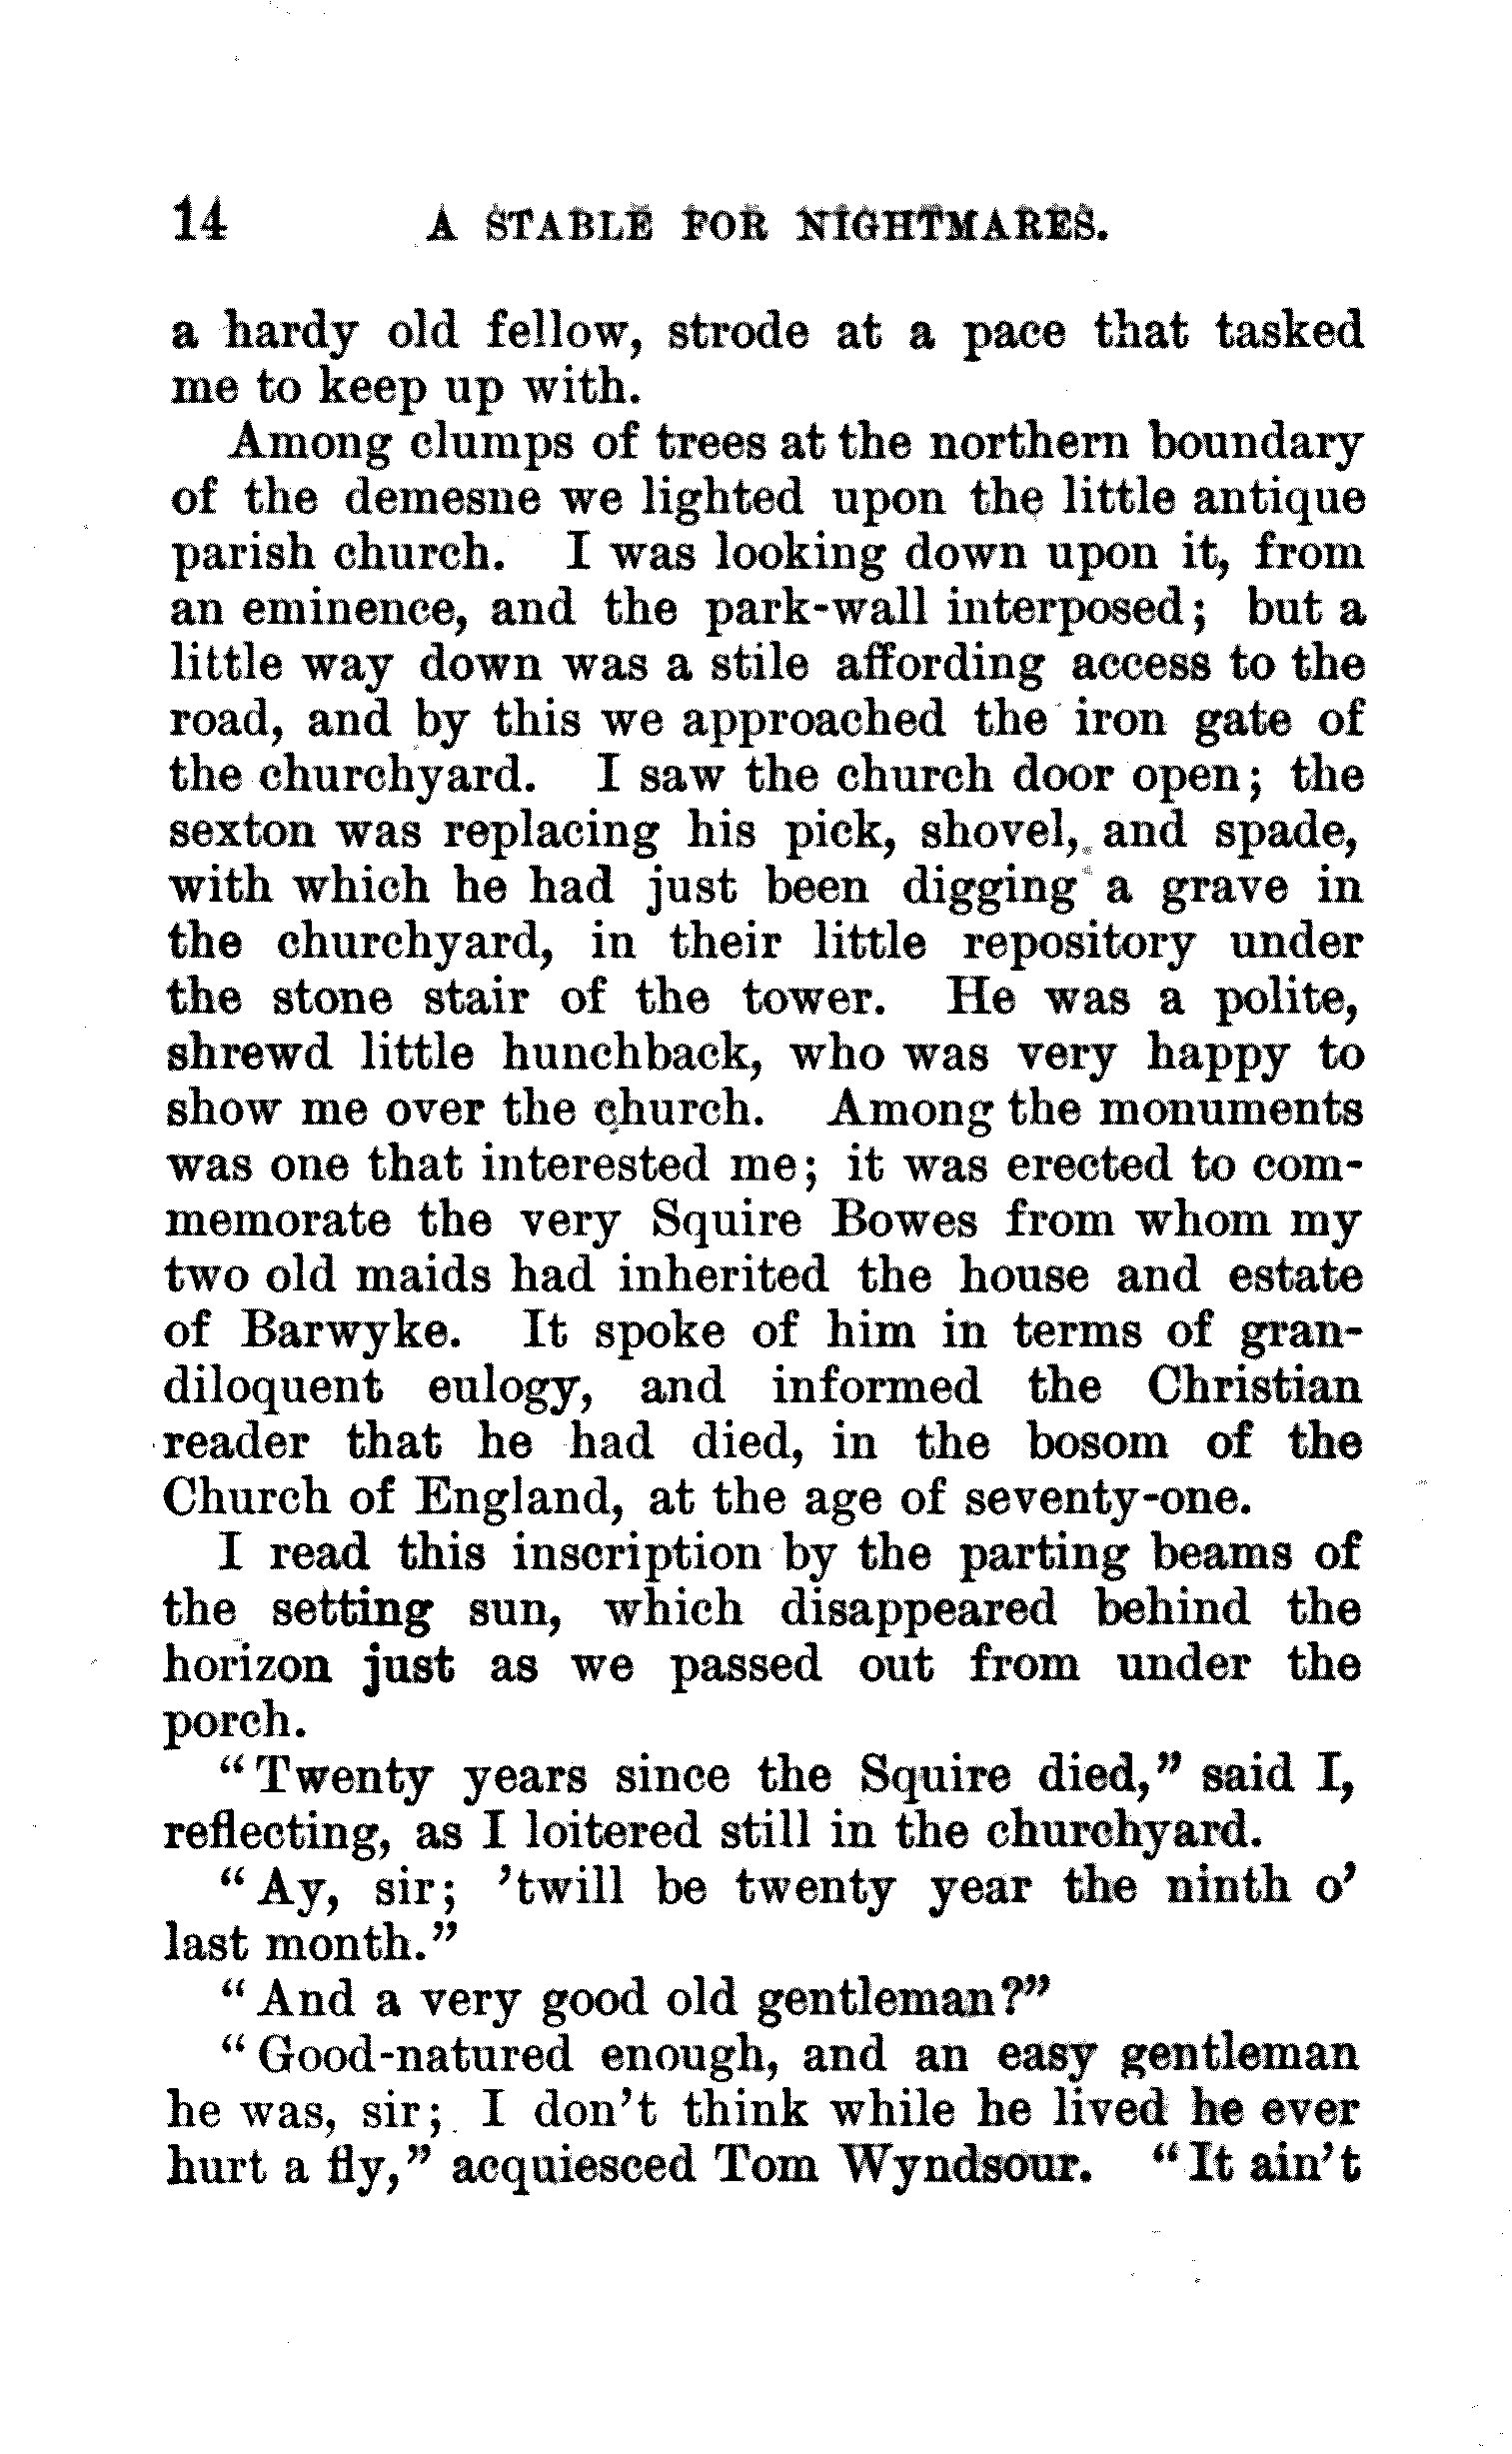 14 A STABLE FOR NIGHTMARES.
a hardy old fellow, strode at a pace that tasked
me to keep up with.
Among clumps of trees at the northern boundary
of the demesne we lighted upon the little antique
parish church. I was looking down upon it, from
an eminence, and the park-wall interposed; but a
little way down was a stile affording access to the
road, and by this we approached the iron gate of
the churchyard. I saw the church door open; the
sexton was replacing his pick, shovel, and spade,
with which he had just been digging a grave in
the churchyard, in their little repository under
the stone stair of the tower. He was a polite,
shrewd little hunchback, who was very happy to
show me over the church. Among the monuments
was one that interested me; it was erected to com-
memorate the very Squire Bowes from whom my
two old maids had inherited the house and estate
of Barwyke. It spoke of him in terms of gran-
diloquent eulogy, and informed the Christian
reader that he had died, in the bosom of the
Church of England, at the age of seventy-one.
I read this inscription by the parting beams of
the setting sun, which disappeared behind the
horizon just as we passed out from under the
porch.
“Twenty years since the Squire died,” said I,
reflecting, as I loitered still in the churchyard.
“Ay, sir; ’twill be twenty year the ninth o’
last month.”
“And a very good old gentleman?”
“Good-natured enough, and an easy gentleman
he was, sir; I don’t think while he lived he ever
hurt a fly,” acquiesced Tom Wyndsour. “It ain’t